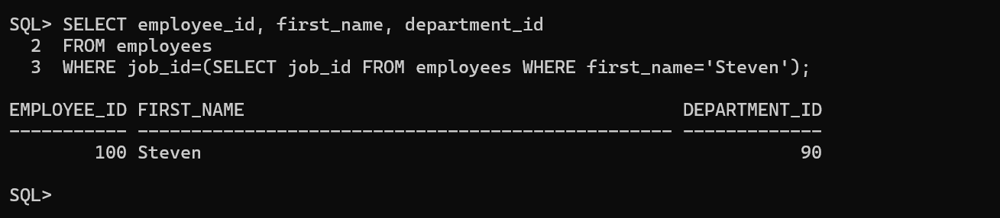 SQL> SELECT employee_id, first_name, department_id
  2  FROM employees
  3  WHERE job_id=(SELECT job_id FROM employees WHERE first_name='Steven');
EMPLOYEE_ID FIRST_NAME                                         DEPARTMENT_ID
----------- -------------------------------------------------- -------------
        100 Steven                                                        90
SQL>